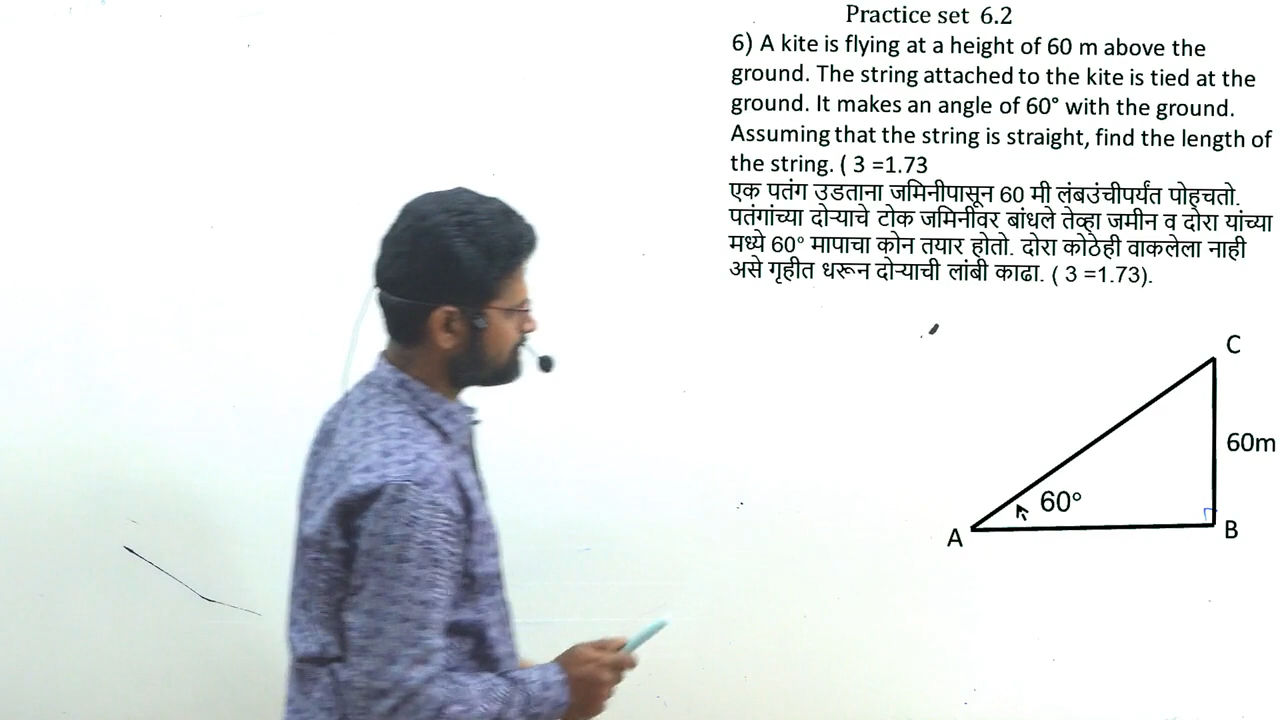 Practice set 6.2
6) A kite is flying at a height of 60 m above the
ground. The string attached to the kite is tied at the
ground. It makes an angle of 60° with the ground.
Assuming that the string is straight, find the length of
the string. ( 3 =1.73
एक पतंग उडताना जमिनीपासून 60 मी लंबउंचीपर्यंत पोहचतो.
पतंगांच्या दोऱ्याचे टोक जमिनीवर बांधले तेव्हा जमीन व दोरा यांच्या
मध्ये 60° मापाचा कोन तयार होतो. दोरा कोठेही वाकलेला नाही
असे गृहीत धरून दोऱ्याची लांबी काढा. ( 3 =1.73).
C
60m
60°
A
B